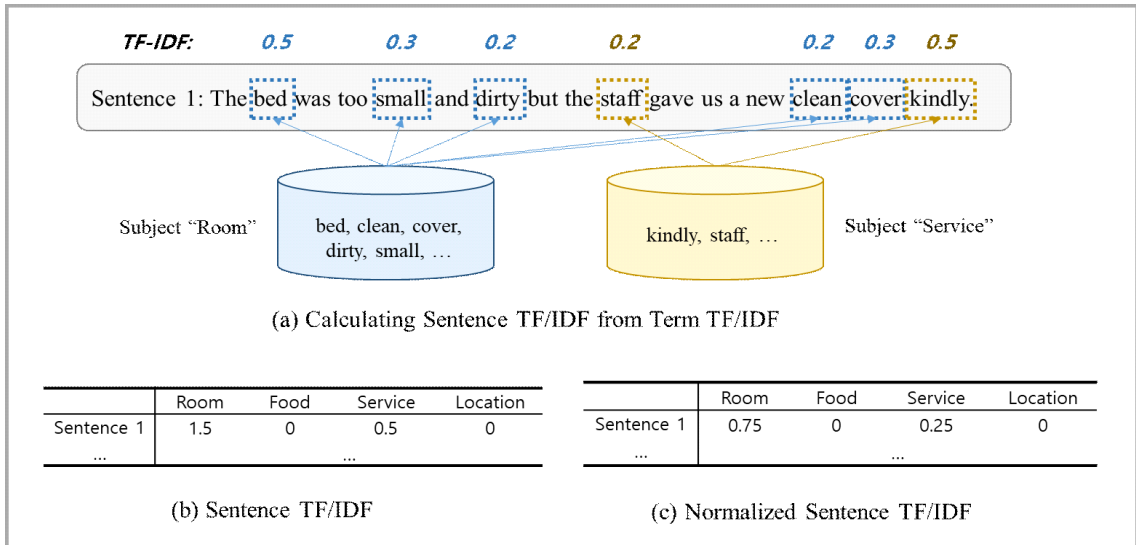 TF-IDF: 0.5 0.3 0.2 0.2 0.2 0.3 0.5
Sentence 1: The bed was too small and dirty but the staff gave us a new clean cover kindly.
Subject “Room”
bed, clean, cover,
dirty, small, …
kindly, staff, …
Subject “Service”
(a) Calculating Sentence TF/IDF from Term TF/IDF
Room Food Service Location
Sentence 1 1.5 0 0.5 0
... ...
(b) Sentence TF/IDF
Room Food Service Location
Sentence 1 0.75 0 0.25 0
... ...
(c) Normalized Sentence TF/IDF